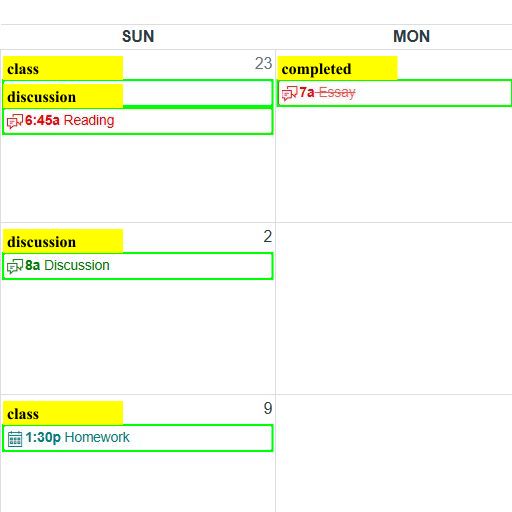 SUN MON
class 23 completed
7a Essay
discussion
6:45a Reading
discussion 2
8a Discussion
class 9
1:30p Homework